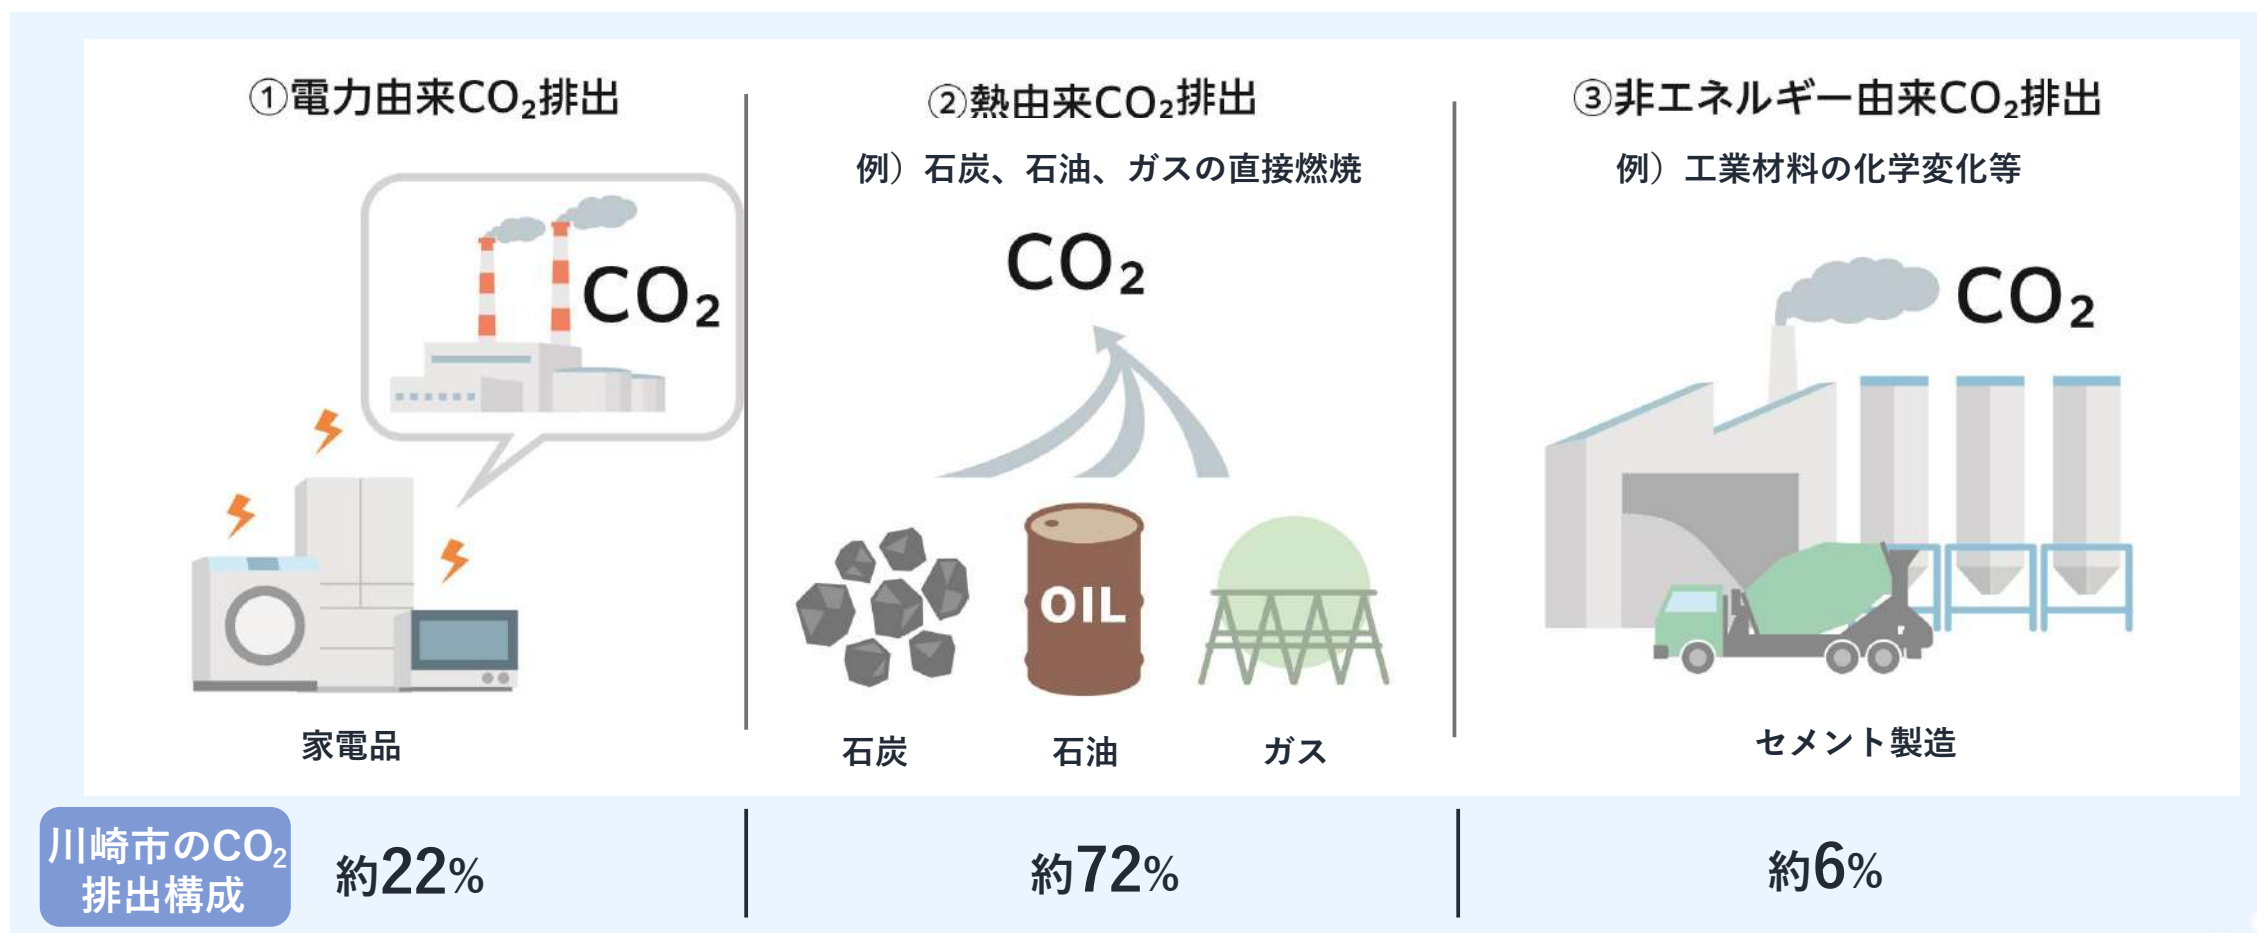 ①電力由来CO₂排出
②熱由来CO₂排出
③非エネルギー由来CO₂排出
例）石炭、石油、ガスの直接燃焼
例）工業材料の化学変化等
CO₂
CO₂
CO₂
OIL
家電品
石炭
石油
ガス
セメント製造
川崎市のCO₂
排出構成
約22%
約72%
約6%